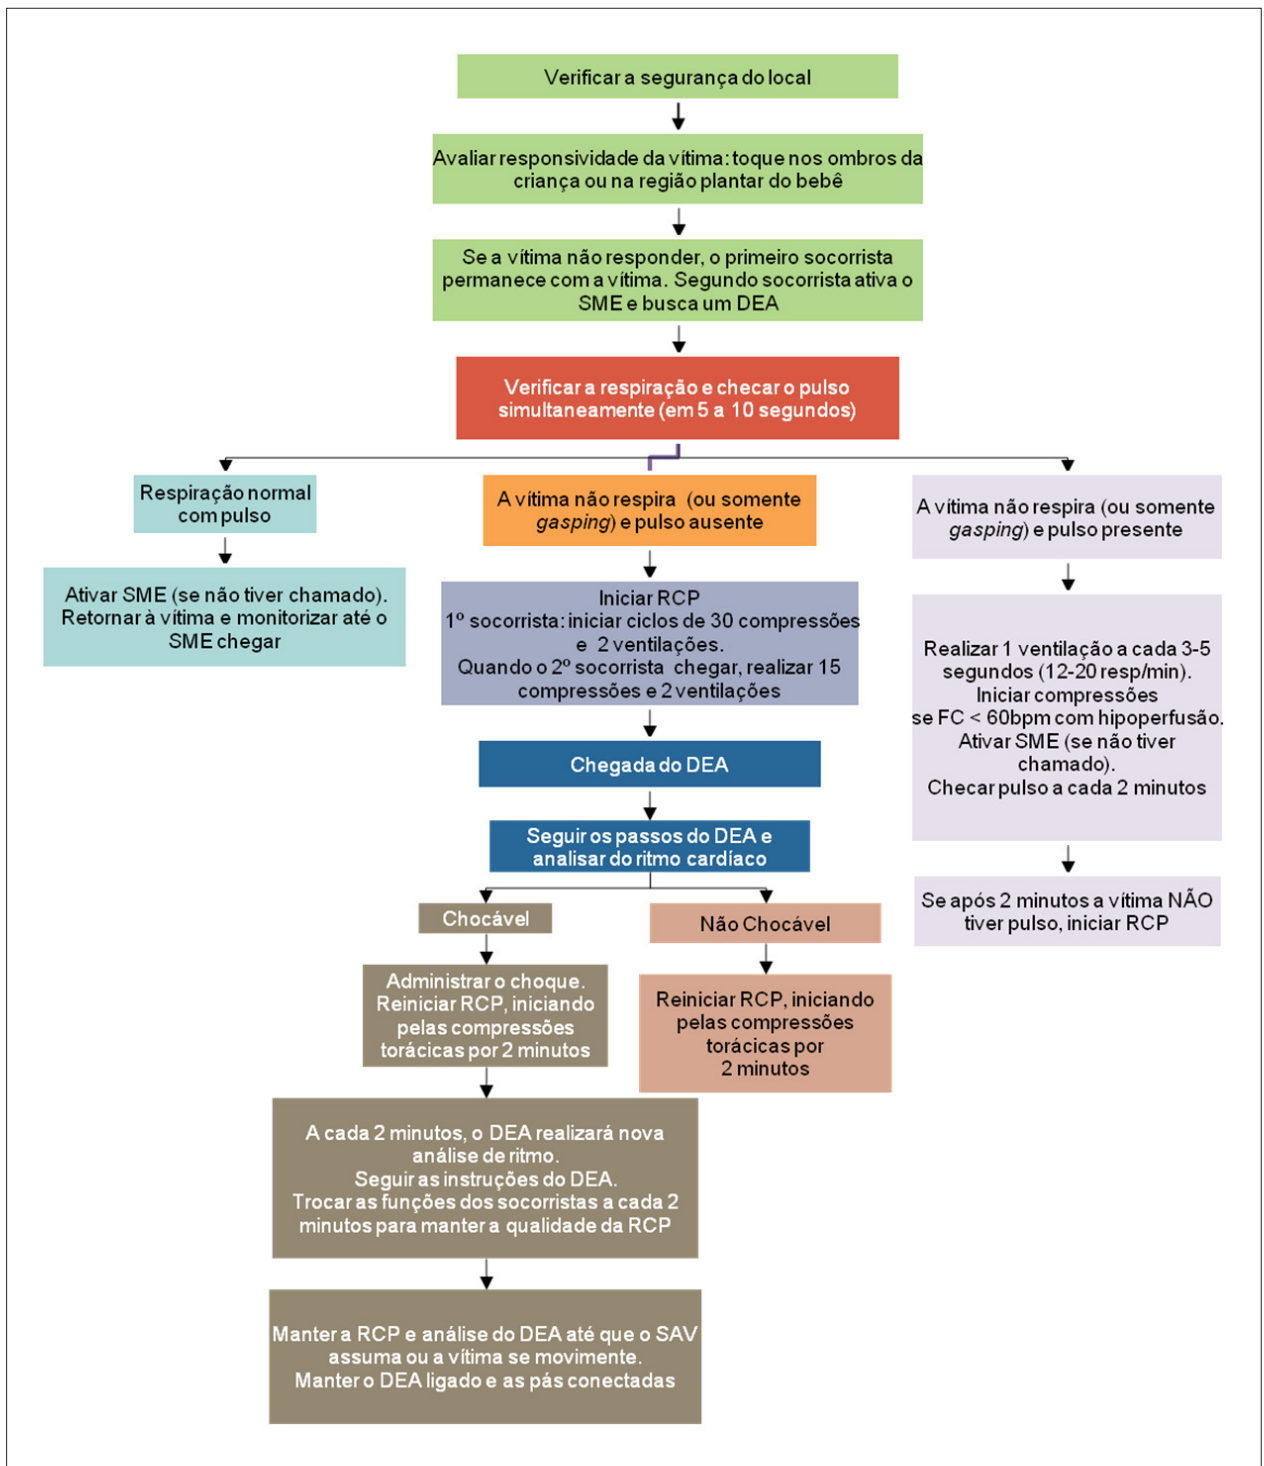 Verificar a segurança do local
Avaliar responsividade da vítima: toque nos ombros da
criança ou na região plantar do bebê
Se a vítima não responder, o primeiro socorrista
permanece com a vítima. Segundo socorrista ativa o
SME e busca um DEA
Verificar a respiração e checar o pulso
simultaneamente (em 5 a 10 segundos)
Respiração normal
com pulso
Ativar SME (se não tiver chamado).
Retornar à vítima e monitorizar até o
SME chegar
A vítima não respira (ou somente
gasping) e pulso ausente
Iniciar RCP
1º socorrista: iniciar ciclos de 30 compressões
e 2 ventilações.
Quando o 2º socorrista chegar, realizar 15
compressões e 2 ventilações
Chegada do DEA
Seguir os passos do DEA e
analisar do ritmo cardíaco
Chocável
Administrar o choque.
Reiniciar RCP, iniciando
pelas compressões
torácicas por 2 minutos
A cada 2 minutos, o DEA realizará nova
análise de ritmo.
Seguir as instruções do DEA.
Trocar as funções dos socorristas a cada 2
minutos para manter a qualidade da RCP
Manter a RCP e análise do DEA até que o SAV
assuma ou a vítima se movimente.
Manter o DEA ligado e as pás conectadas
Não Chocável
Reiniciar RCP, iniciando
pelas compressões
torácicas por
2 minutos
A vítima não respira (ou somente
gasping) e pulso presente
Realizar 1 ventilação a cada 3-5
segundos (12-20 resp/min).
Iniciar compressões
se FC < 60bpm com hipoperfusão.
Ativar SME (se não tiver
chamado).
Checar pulso a cada 2 minutos
Se após 2 minutos a vítima NÃO
tiver pulso, iniciar RCP